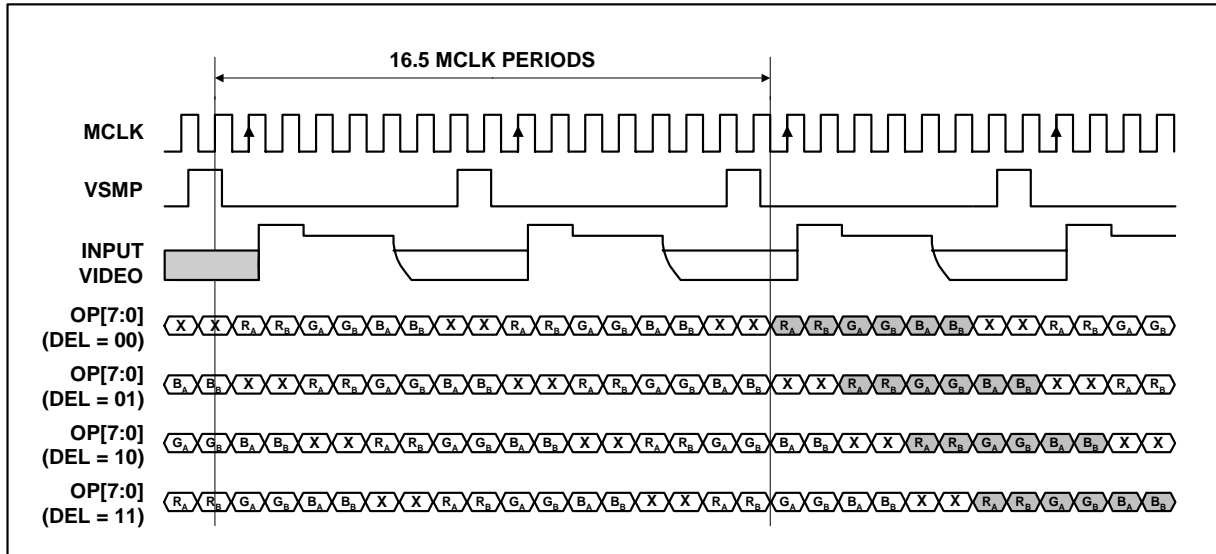 16.5 MCLK PERIODS
MCLK
VSMP
INPUT
VIDEO
OP[7:0]
(DEL = 00)
X X RA RB GA GB BA BB X X RA RB GA GB BA BB X X RA RB GA GB BA BB X X RA RB GA GB
OP[7:0]
(DEL = 01)
BA BB X X RA RB GA GB BA BB X X RA RB GA GB BA BB X X RA RB GA GB BA BB X X RA RB
OP[7:0]
(DEL = 10)
GA GB BA BB X X RA RB GA GB BA BB X X RA RB GA GB BA BB X X RA RB GA GB BA BB X X
OP[7:0]
(DEL = 11)
RA RB GA GB BA BB X X RA RB GA GB BA BB X X RA RB GA GB BA BB X X RA RB GA GB BA BB